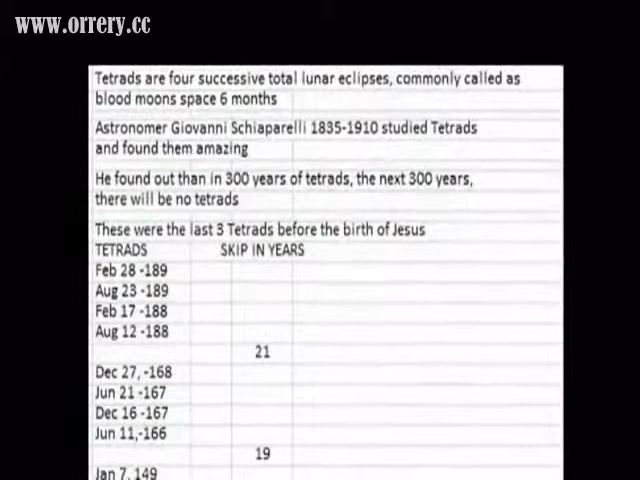 www.orrery.cc
Tetrads are four successive total lunar eclipses, commonly called as
blood moons space 6 months
Astronomer Giovanni Schiaparelli 1835-1910 studied Tetrads
and found them amazing
He found out than in 300 years of tetrads, the next 300 years,
there will be no tetrads
These were the last 3 Tetrads before the birth of Jesus
TETRADS SKIP IN YEARS
Feb 28 -189
Aug 23 -189
Feb 17 -188
Aug 12 -188
21
Dec 27, -168
Jun 21 -167
Dec 16 -167
Jun 11,-166
19
Jan 7, 149